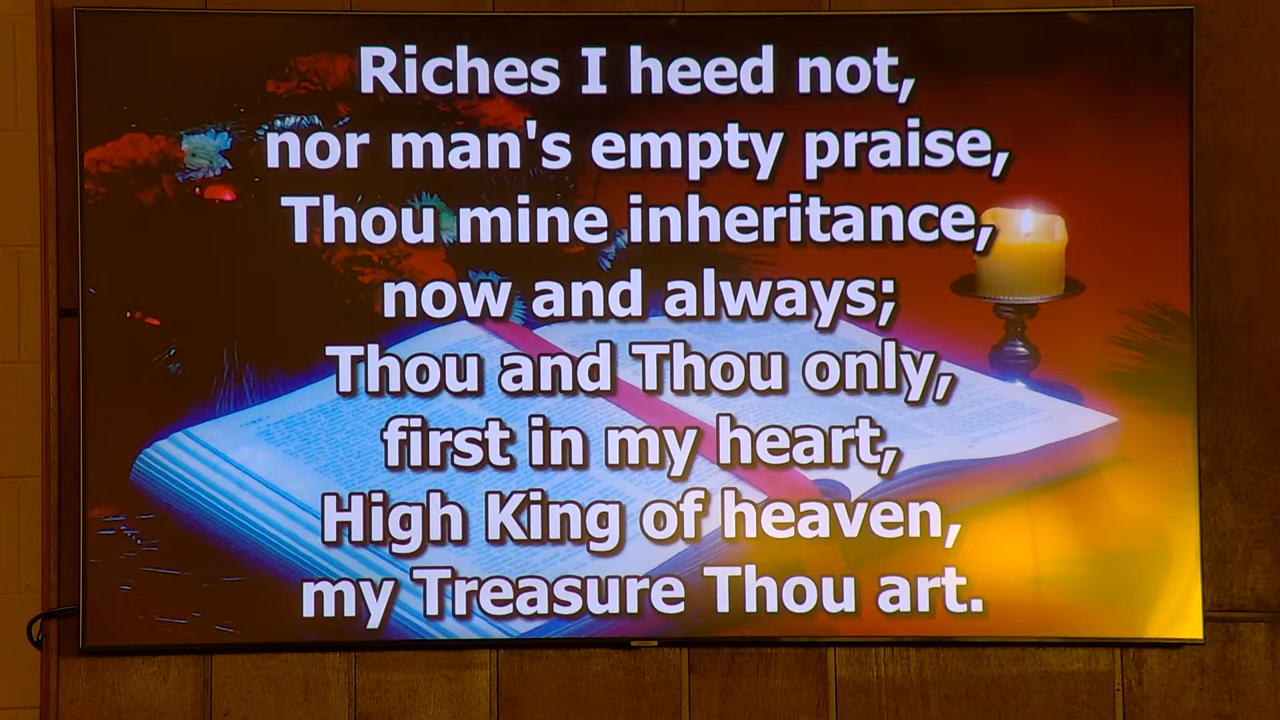 Riches I heed not,
nor man's empty praise,
Thou mine inheritance,
now and always;
Thou and Thou only,
first in my heart,
High King of heaven,
my Treasure Thou art.